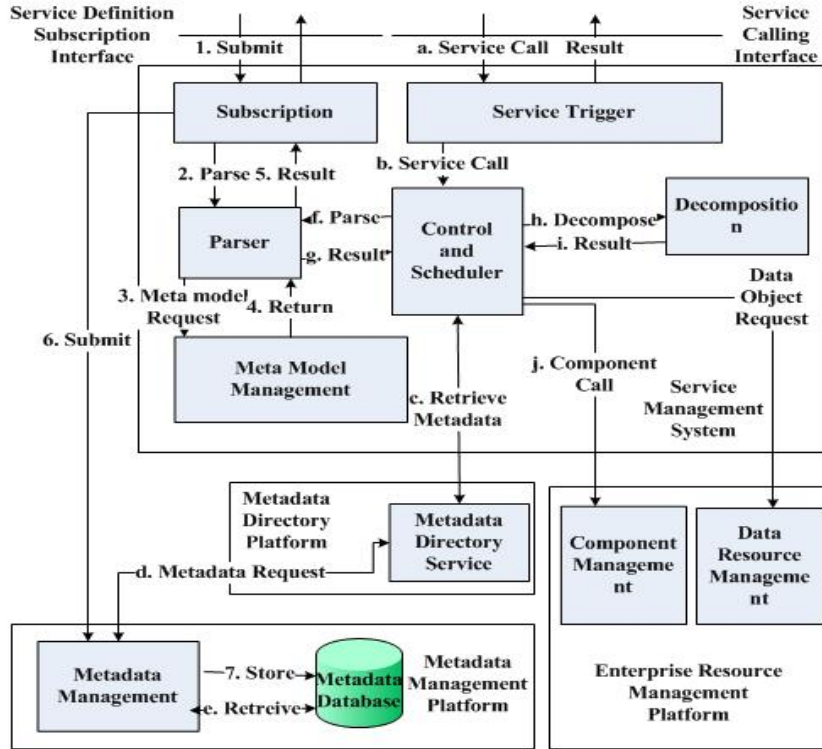 Service Definition
Subscription
Interface
1. Submit
a. Service Call
Result
Service
Calling
Interface
Subscription
Service Trigger
b. Service Call
2. Parse
5. Result
f. Parse
h. Decompose
Decompositio
n
Parser
Control
and
Scheduler
i. Result
g. Result
3. Meta model
Request
4. Return
Data
Object
Request
6. Submit
Meta Model
Management
j. Component
Call
c. Retrieve
Metadata
Service
Management
System
Metadata
Directory
Platform
Metadata
Directory
Service
Component
Manageme
nt
Data
Resource
Manageme
nt
d. Metadata Request
Metadata
Management
7. Store
e. Retreive
Metadata
Database
Metadata
Management
Platform
Enterprise Resource
Management
Platform